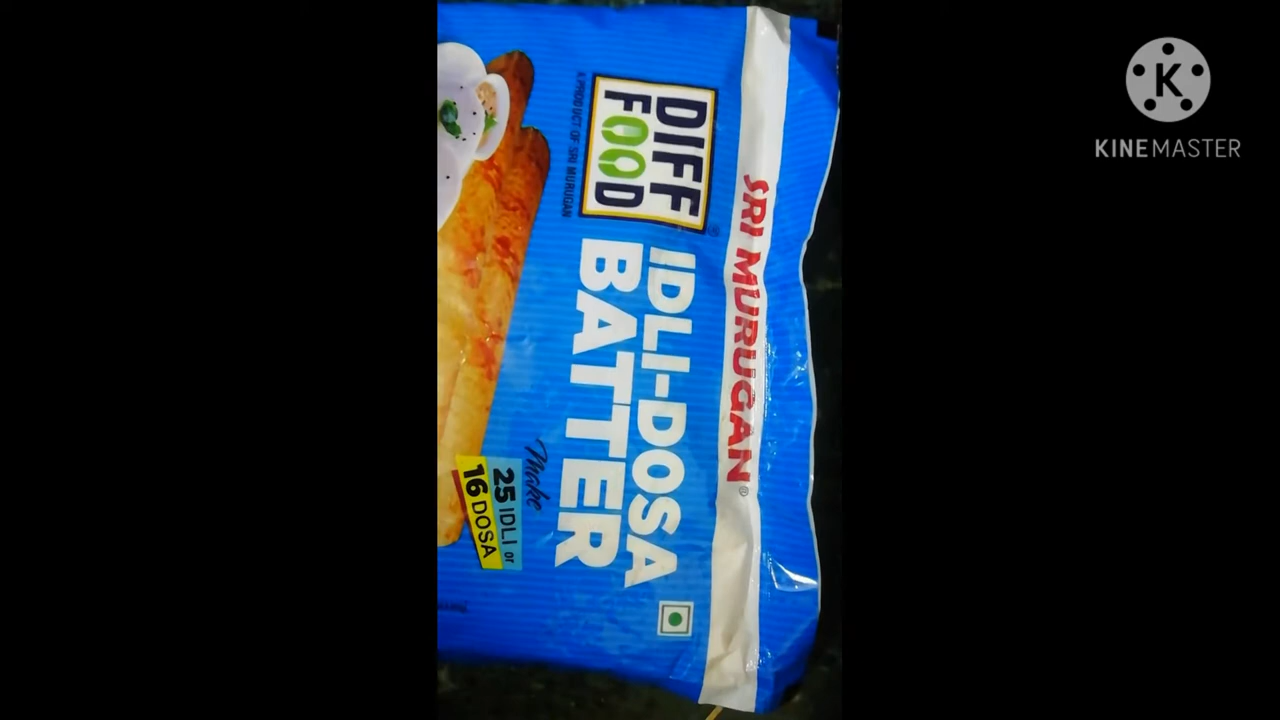 SRI MURUGAN®
DIFF
FOOD
A PRODUCT OF SRI MURUGAN
IDLI-DOSA
BATTER
Make
25 IDLI or
16 DOSA
K
KINEMASTER